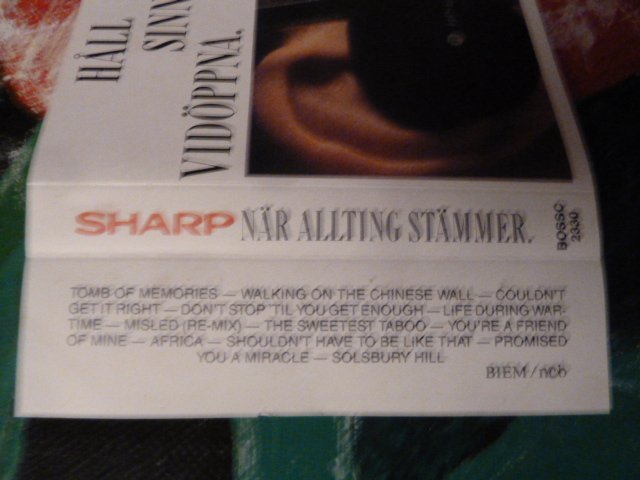 HÅLL
SINN
VIDÖPPNA.
SHARP NÄR ALLTING STÄMMER.
BOSSC
2330
TOMB OF MEMORIES — WALKING ON THE CHINESE WALL — COULDN'T
GET IT RIGHT — DON'T STOP 'TIL YOU GET ENOUGH — LIFE DURING WAR-
TIME — MISLED (RE-MIX) — THE SWEETEST TABOO — YOU'RE A FRIEND
OF MINE — AFRICA — SHOULDN'T HAVE TO BE LIKE THAT — PROMISED
YOU A MIRACLE — SOLSBURY HILL
BIEM/ncb